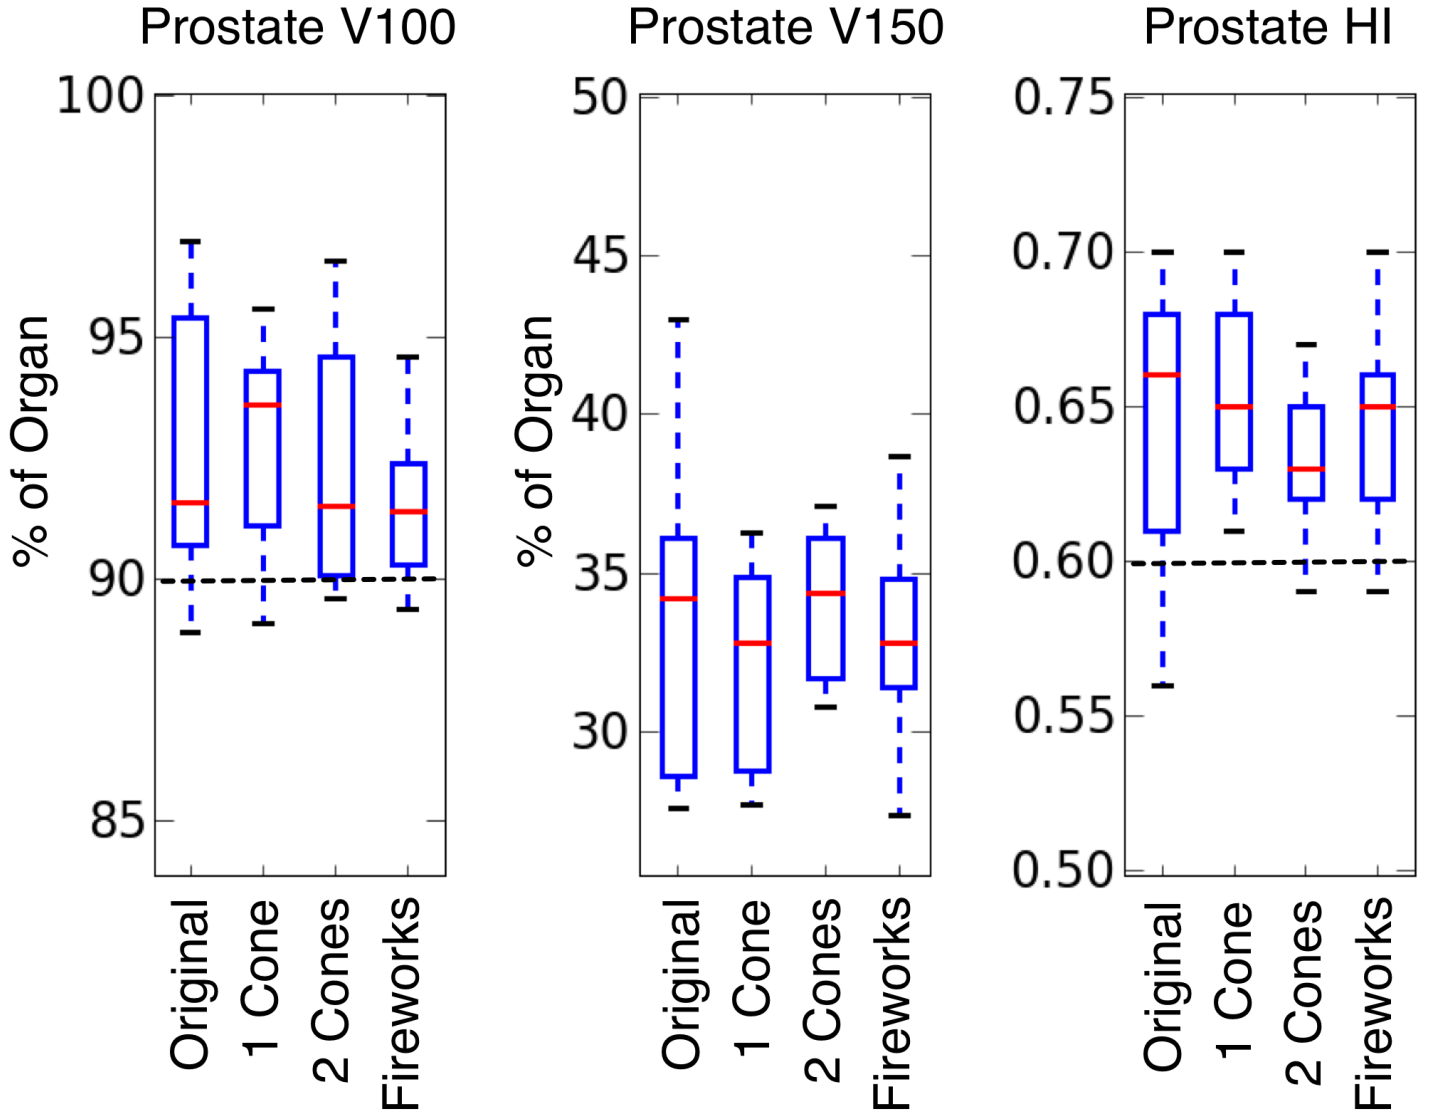 Prostate V100
100
95
90
85
% of Organ
Original
1 Cone
2 Cones
Fireworks
Prostate V150
50
45
40
35
30
% of Organ
Original
1 Cone
2 Cones
Fireworks
Prostate HI
0.75
0.70
0.65
0.60
0.55
0.50
Original
1 Cone
2 Cones
Fireworks